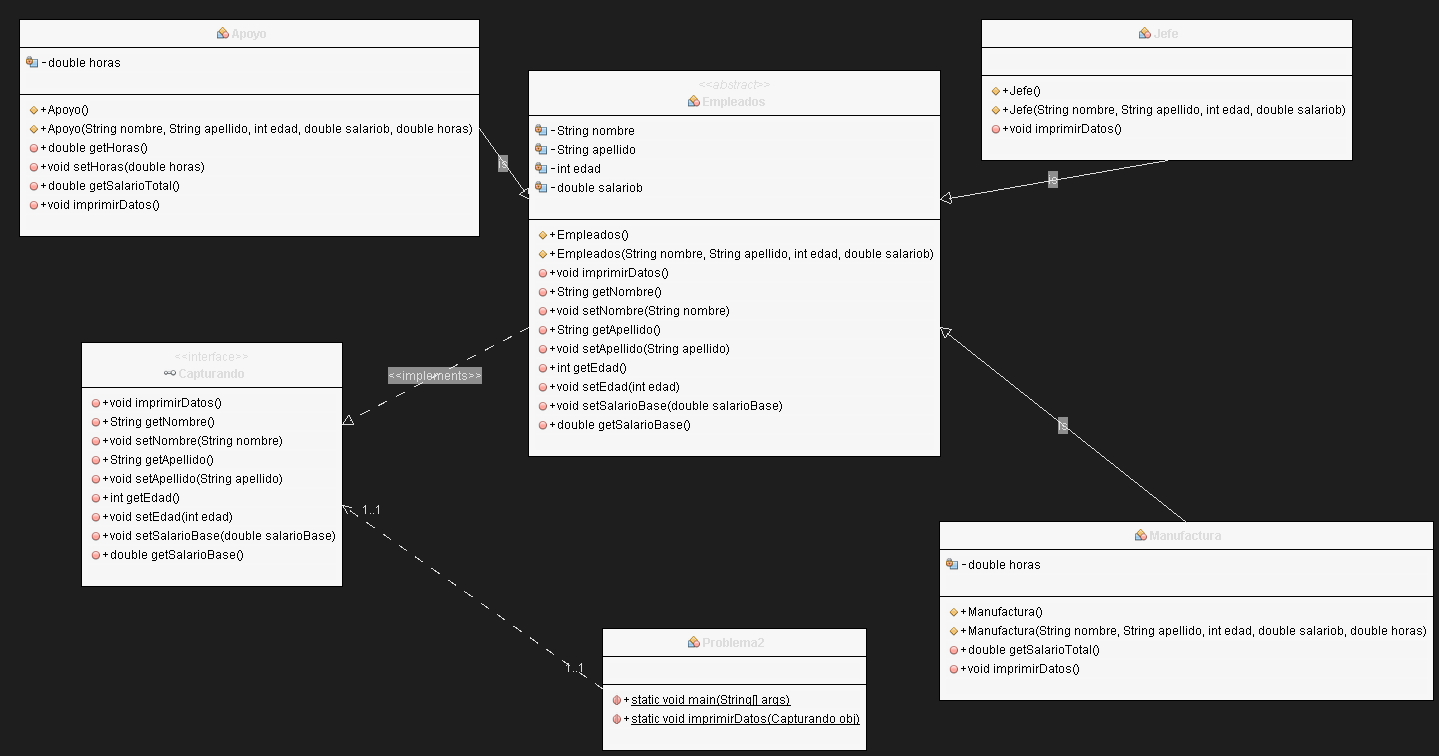 Apoyo
- double horas
+ Apoyo()
+ Apoyo(String nombre, String apellido, int edad, double salariob, double horas)
+ double getHoras()
+ void setHoras(double horas)
+ double getSalarioTotal()
+ void imprimirDatos()
is
<<abstract>>
Empleados
- String nombre
- String apellido
- int edad
- double salariob
+ Empleados()
+ Empleados(String nombre, String apellido, int edad, double salariob)
+ void imprimirDatos()
+ String getNombre()
+ void setNombre(String nombre)
+ String getApellido()
+ void setApellido(String apellido)
+ int getEdad()
+ void setEdad(int edad)
+ void setSalarioBase(double salarioBase)
+ double getSalarioBase()
Jefe
+ Jefe()
+ Jefe(String nombre, String apellido, int edad, double salariob)
+ void imprimirDatos()
is
<<interface>>
Capturando
+ void imprimirDatos()
+ String getNombre()
+ void setNombre(String nombre)
+ String getApellido()
+ void setApellido(String apellido)
+ int getEdad()
+ void setEdad(int edad)
+ void setSalarioBase(double salarioBase)
+ double getSalarioBase()
<<implements>>
is
1..1
1..1
Problema2
+ static void main(String[] args)
+ static void imprimirDatos(Capturando obj)
Manufactura
- double horas
+ Manufactura()
+ Manufactura(String nombre, String apellido, int edad, double salariob, double horas)
+ double getSalarioTotal()
+ void imprimirDatos()